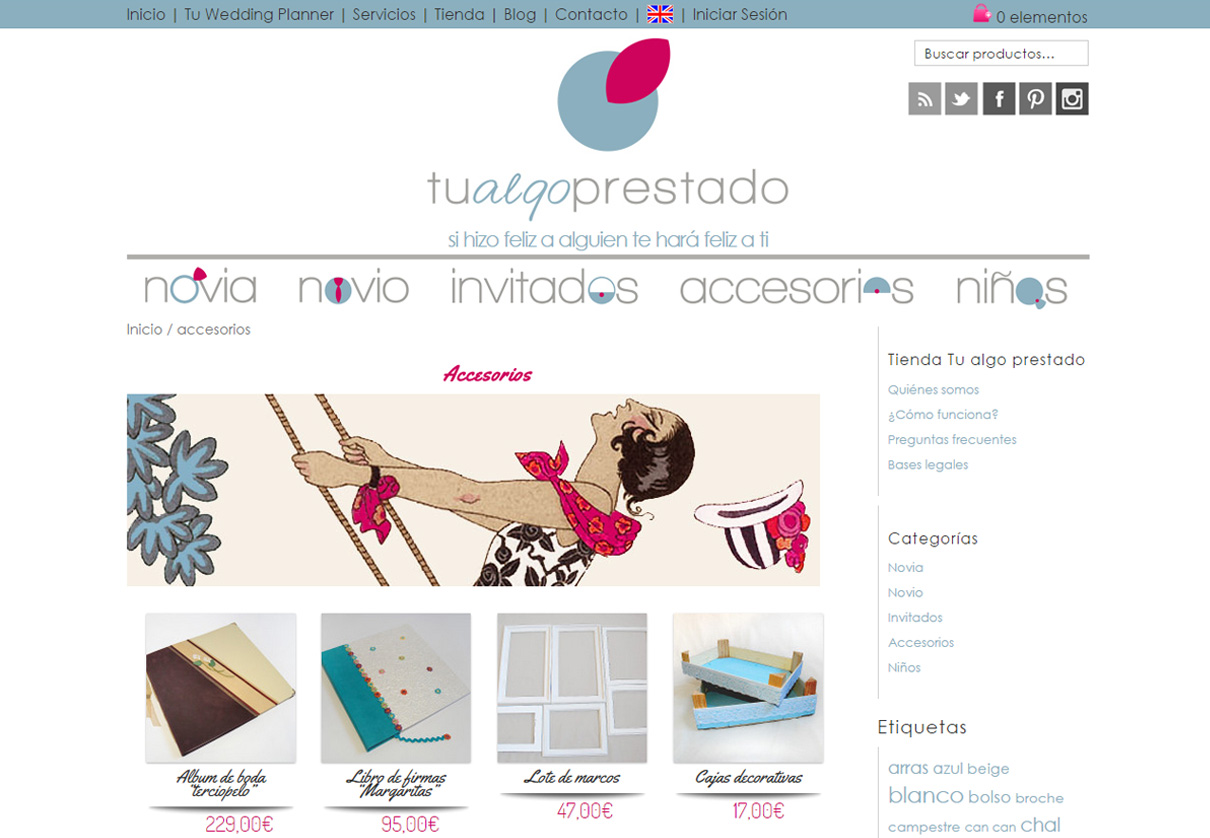 Inicio | Tu Wedding Planner | Servicios | Tienda | Blog | Contacto | | Iniciar Sesión
0 elementos
Buscar productos...
tualgoprestado
si hizo feliz a alguien te hará feliz a ti
novia novio invitados accesorios niños
Inicio / accesorios
Accesorios
Album de boda
"terciopelo"
229,00€
Libro de firmas
"Margaritas"
95,00€
Lote de marcos
47,00€
Cajas decorativas
17,00€
Tienda Tu algo prestado
Quiénes somos
¿Cómo funciona?
Preguntas frecuentes
Bases legales
Categorías
Novia
Novio
Invitados
Accesorios
Niños
Etiquetas
arras azul beige
blanco bolso broche
campestre can can chal